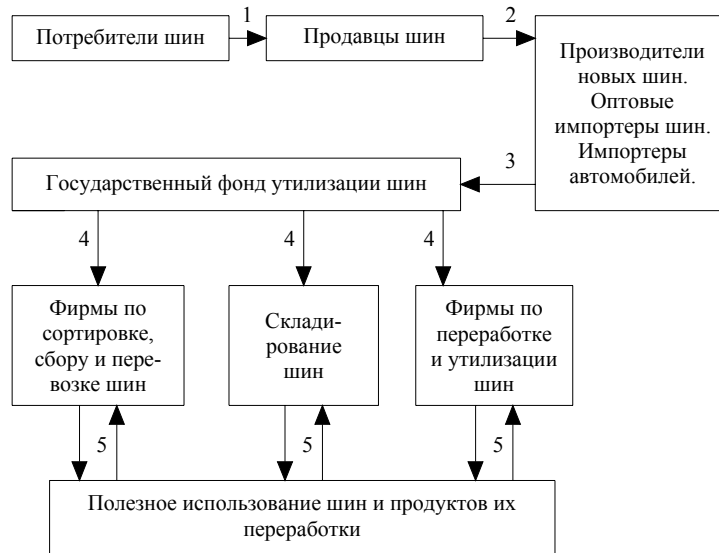 1
2
Потребители шин
Продавцы шин
Производители
новых шин.
Оптовые
импортеры шин.
Импортеры
автомобилей.
3
Государственный фонд утилизации шин
4
4
4
Фирмы по
сортировке,
сбору и пере-
возке шин
Склади-
рование
шин
Фирмы по
переработке
и утилизации
шин
5
5
5
Полезное использование шин и продуктов их
переработки